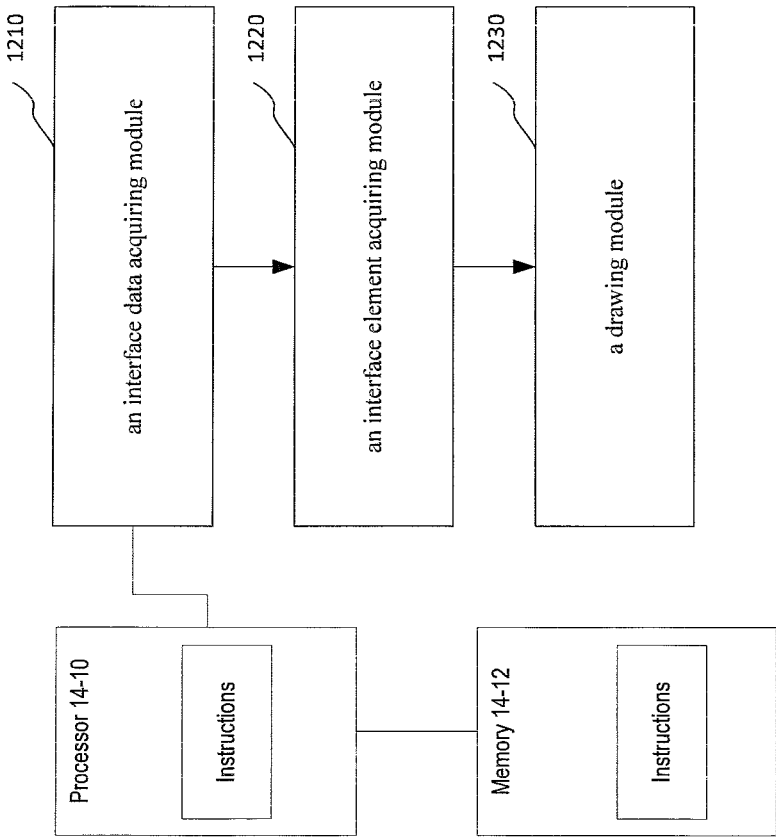 1210
an interface data acquiring module
1220
an interface element acquiring module
1230
a drawing module
Processor 14-10
Instructions
Memory 14-12
Instructions